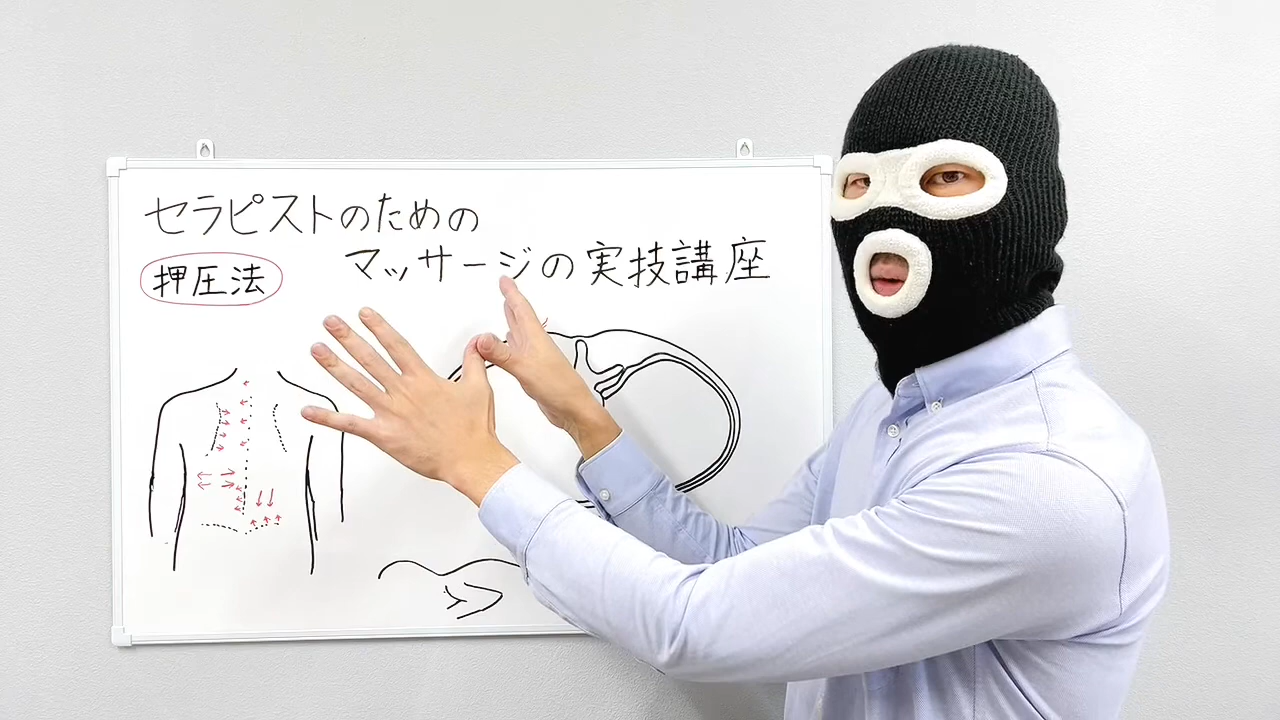 セラピストのための
マッサージの実技講座
押圧法